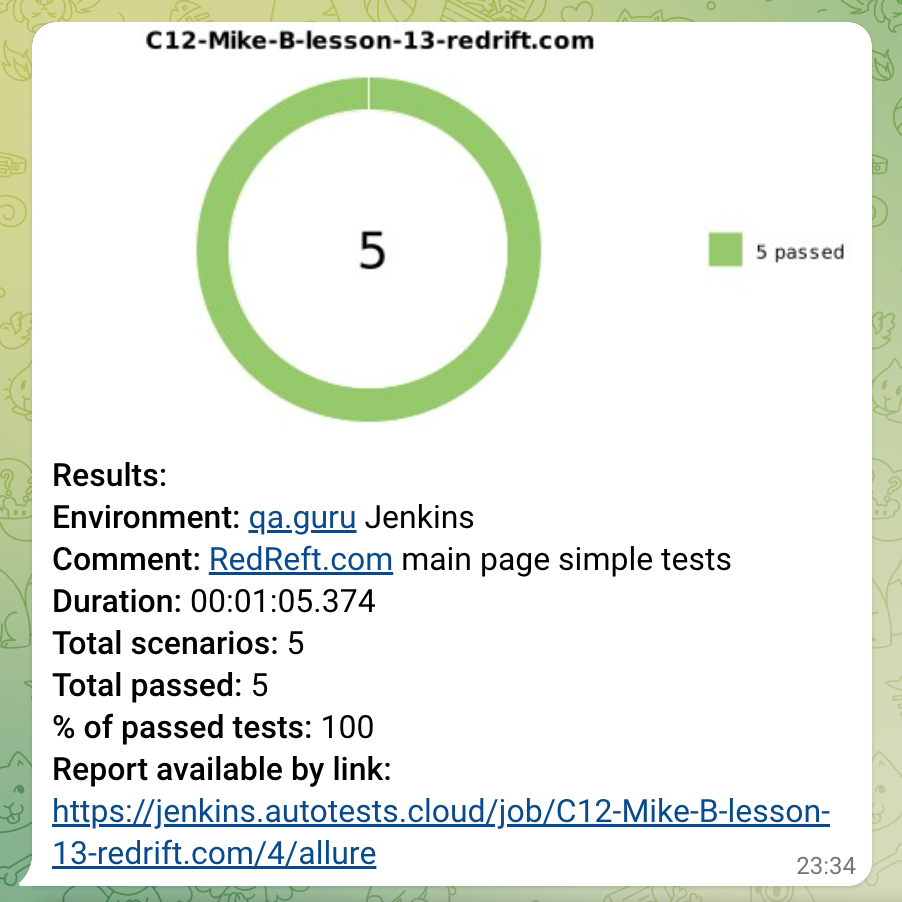 C12-Mike-B-lesson-13-redrift.com
5
5 passed
Results:
Environment: qa.guru Jenkins
Comment: RedReft.com main page simple tests
Duration: 00:01:05.374
Total scenarios: 5
Total passed: 5
% of passed tests: 100
Report available by link:
https://jenkins.autotests.cloud/job/C12-Mike-B-lesson-
13-redrift.com/4/allure
23:34